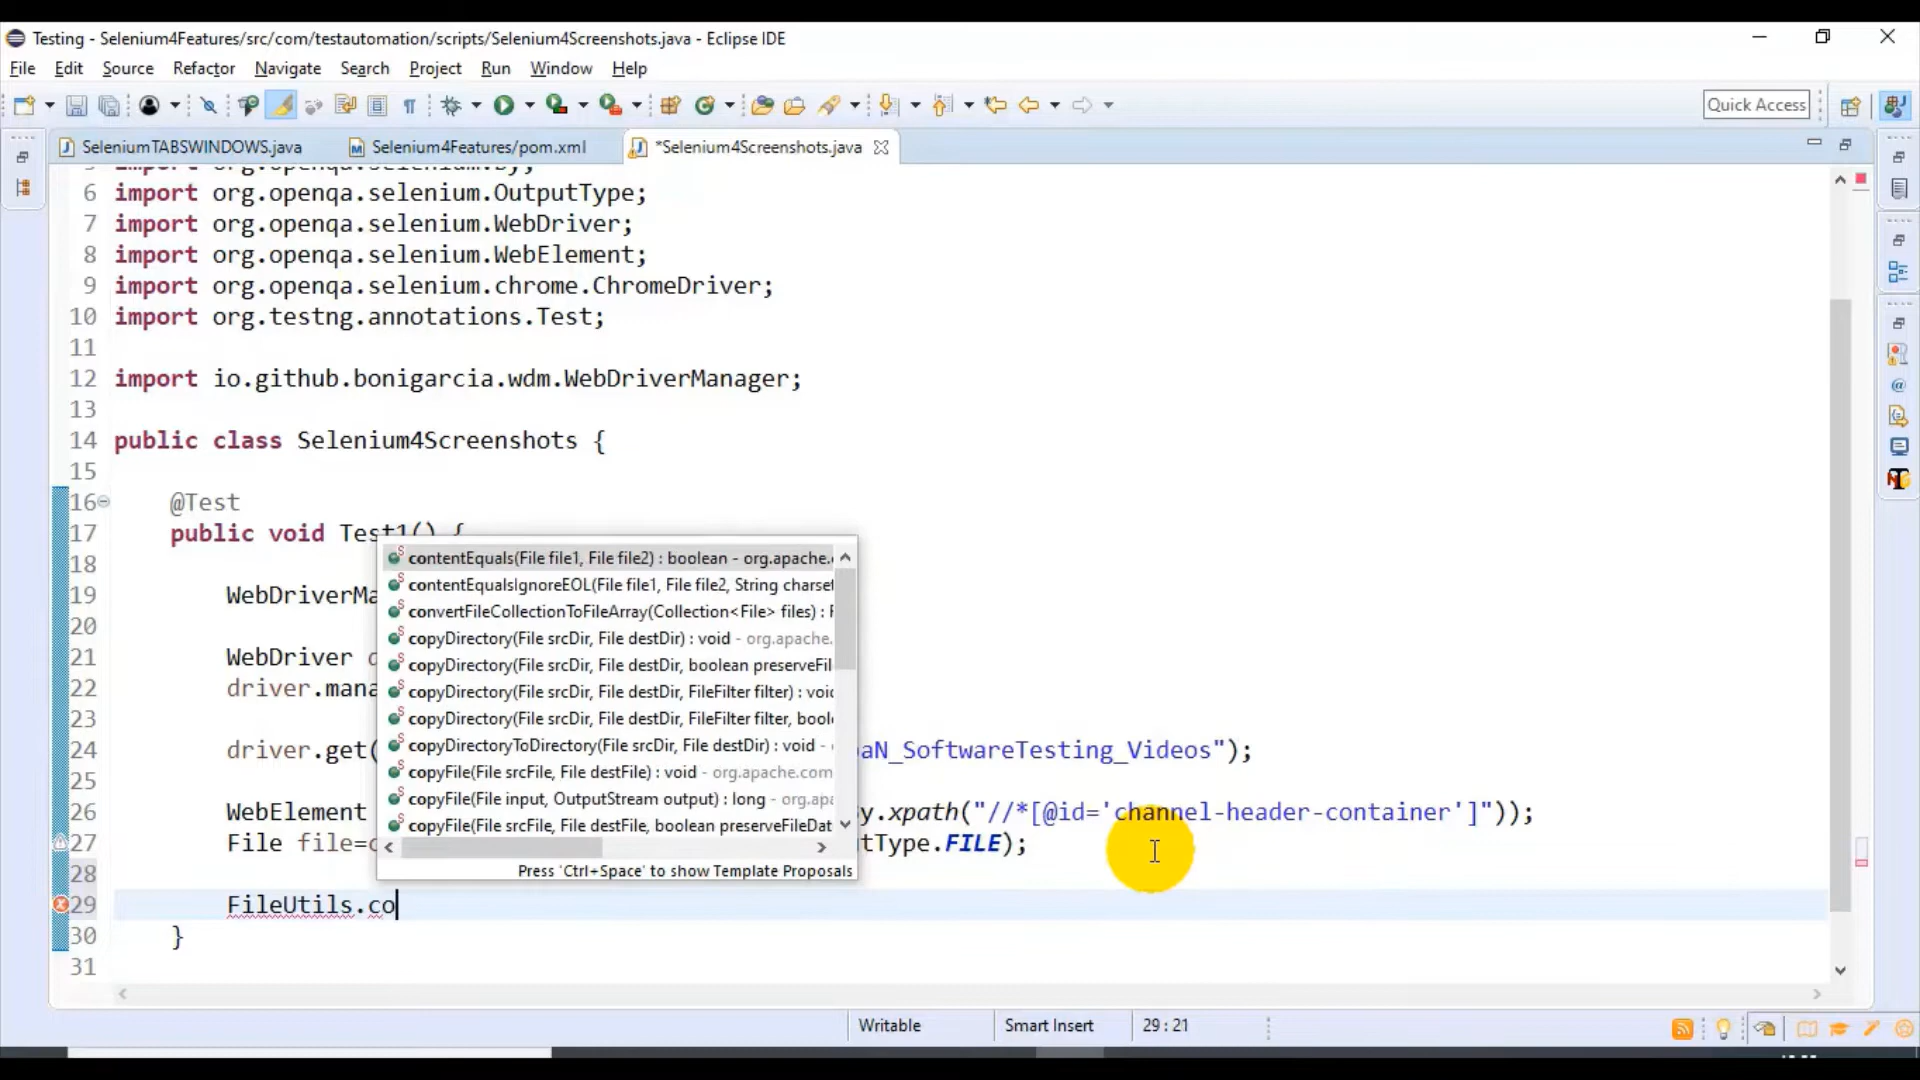 Testing - Selenium4Features/src/com/testautomation/scripts/Selenium4Screenshots.java - Eclipse IDE
File Edit Source Refactor Navigate Search Project Run Window Help
Quick Access
SeleniumTABSWINDOWS.java Selenium4Features/pom.xml *Selenium4Screenshots.java
import org.openqa.selenium.By;
6 import org.openqa.selenium.OutputType;
7 import org.openqa.selenium.WebDriver;
8 import org.openqa.selenium.WebElement;
9 import org.openqa.selenium.chrome.ChromeDriver;
10 import org.testng.annotations.Test;
11
12 import io.github.bonigarcia.wdm.WebDriverManager;
13
14 public class Selenium4Screenshots {
15
16 @Test
17 public void Test1() {
18
19 WebDriverMa
20
21 WebDriver
22 driver.mana
23
24 driver.get( aN_SoftwareTesting_Videos");
25
26 WebElement y.xpath("//*[@id='channel-header-container']"));
27 File file= tType.FILE);
28
29 FileUtils.co
30 }
31
contentEquals(File file1, File file2) : boolean - org.apache.
contentEqualsIgnoreEOL(File file1, File file2, String charset
convertFileCollectionToFileArray(Collection<File> files) : F
copyDirectory(File srcDir, File destDir) : void - org.apache.
copyDirectory(File srcDir, File destDir, boolean preserveFil
copyDirectory(File srcDir, File destDir, FileFilter filter) : void
copyDirectory(File srcDir, File destDir, FileFilter filter, bool
copyDirectoryToDirectory(File srcDir, File destDir) : void -
copyFile(File srcFile, File destFile) : void - org.apache.com
copyFile(File input, OutputStream output) : long - org.apa
copyFile(File srcFile, File destFile, boolean preserveFileDat
Press 'Ctrl+Space' to show Template Proposals
Writable Smart Insert 29 : 21